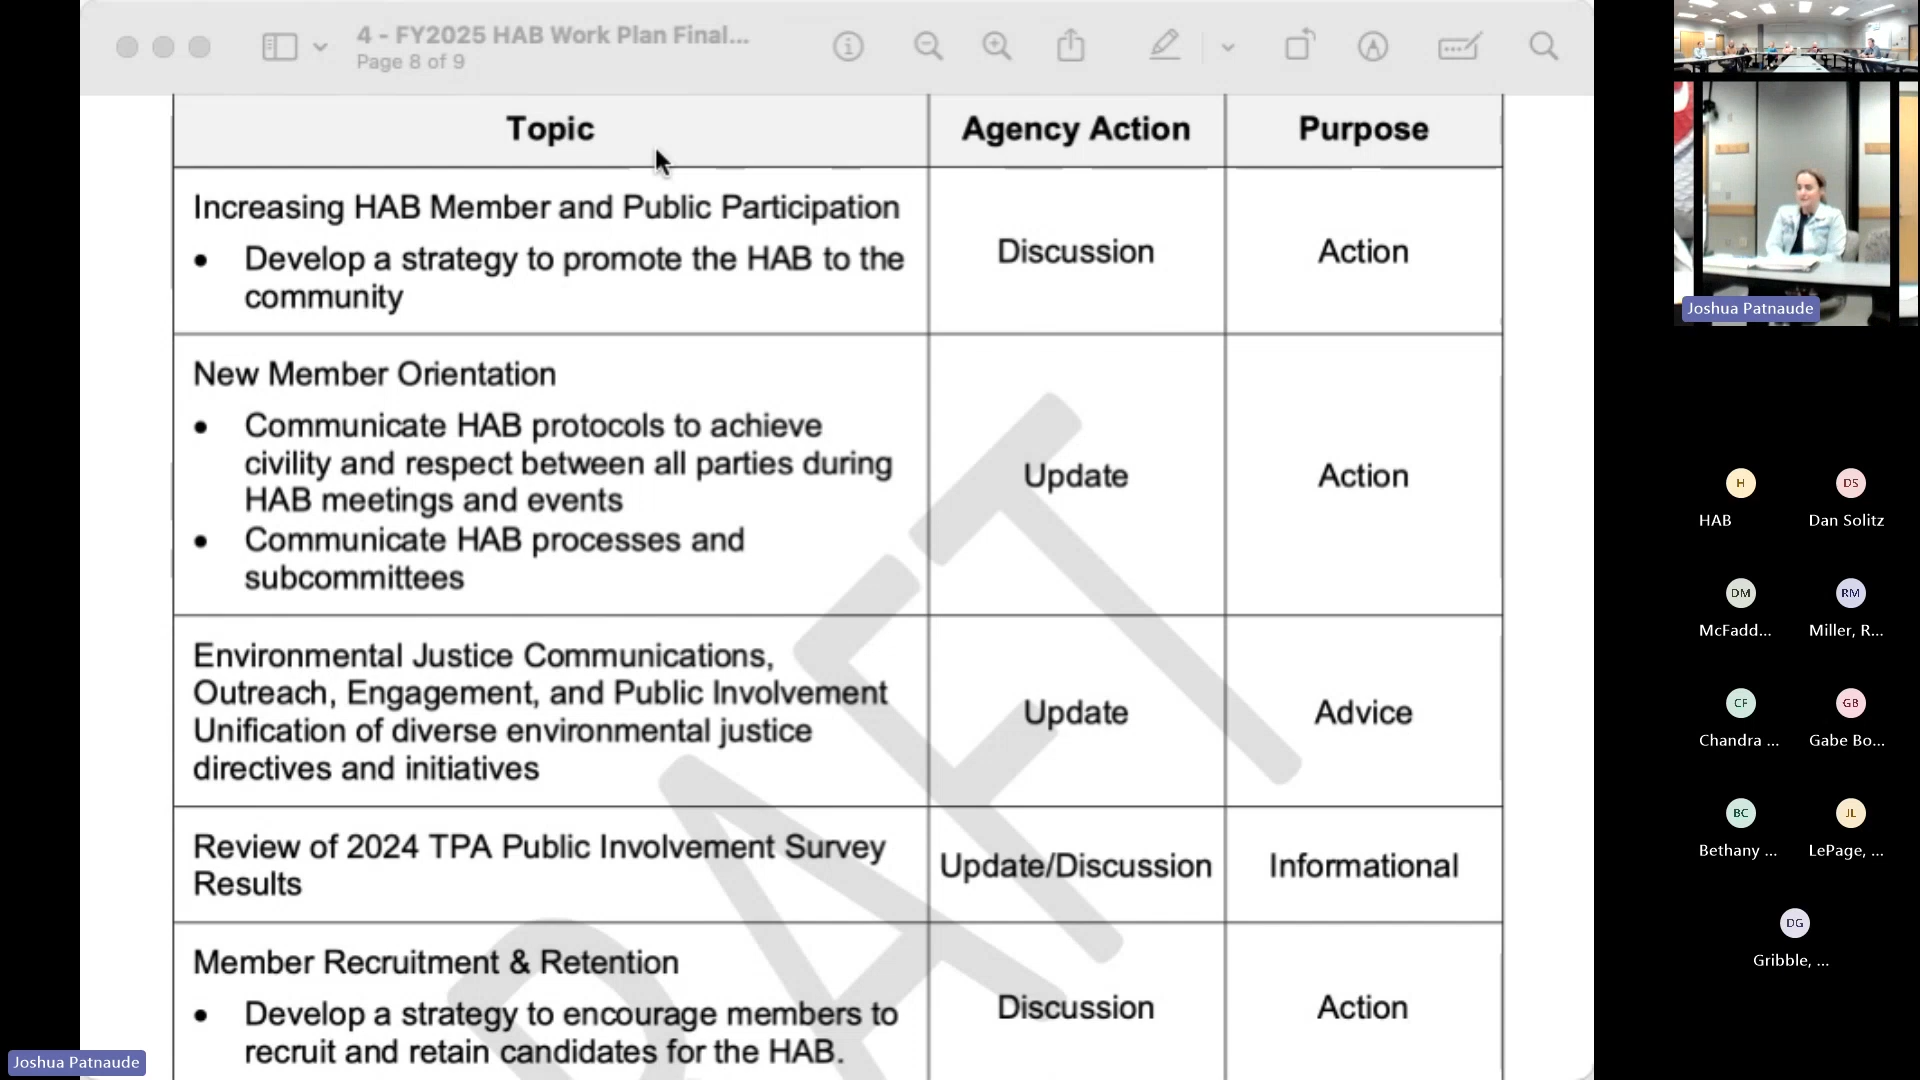 4 - FY2025 HAB Work Plan Final...
Page 8 of 9
Topic
Agency Action
Purpose
Increasing HAB Member and Public Participation
• Develop a strategy to promote the HAB to the
community
Discussion
Action
New Member Orientation
• Communicate HAB protocols to achieve
civility and respect between all parties during
HAB meetings and events
• Communicate HAB processes and
subcommittees
Update
Action
Environmental Justice Communications,
Outreach, Engagement, and Public Involvement
Unification of diverse environmental justice
directives and initiatives
Update
Advice
Review of 2024 TPA Public Involvement Survey
Results
Update/Discussion
Informational
Member Recruitment & Retention
• Develop a strategy to encourage members to
recruit and retain candidates for the HAB.
Discussion
Action
DRAFT
Joshua Patnaude
Joshua Patnaude
H
HAB
DS
Dan Solitz
DM
McFadd...
RM
Miller, R...
CF
Chandra ...
GB
Gabe Bo...
BC
Bethany ...
JL
LePage, ...
DG
Gribble, ...